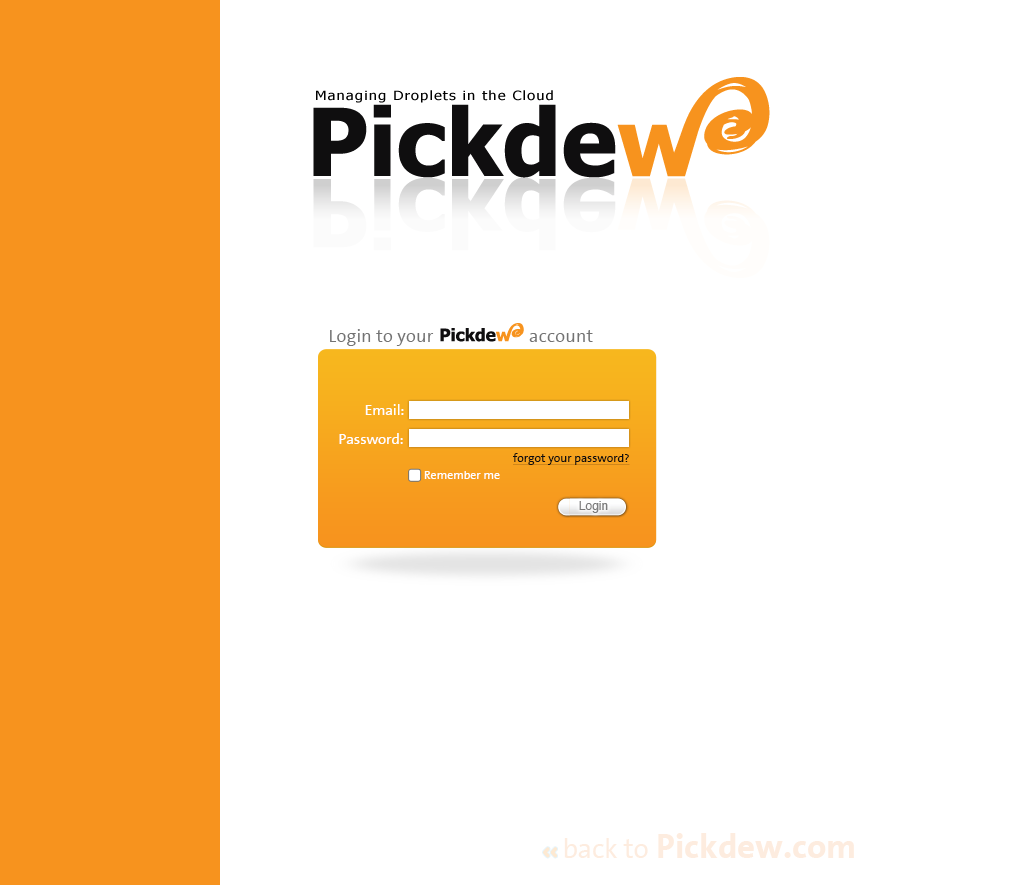 Managing Droplets in the Cloud
Pickdew
Login to your Pickdew account
Email:
Password:
forgot your password?
Remember me
Login
« back to Pickdew.com